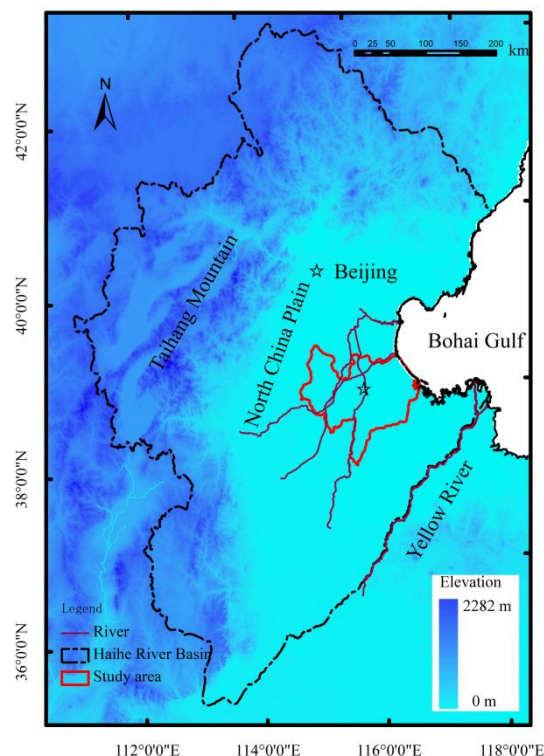 0 25 50 100 150 200
km
N
42°0'0"N
40°0'0"N
38°0'0"N
36°0'0"N
Beijing
Taihang Mountain
North China Plain
Bohai Gulf
Yellow River
Legend
River
Haihe River Basin
Study area
Elevation
2282 m
0 m
112°0'0"E
114°0'0"E
116°0'0"E
118°0'0"E